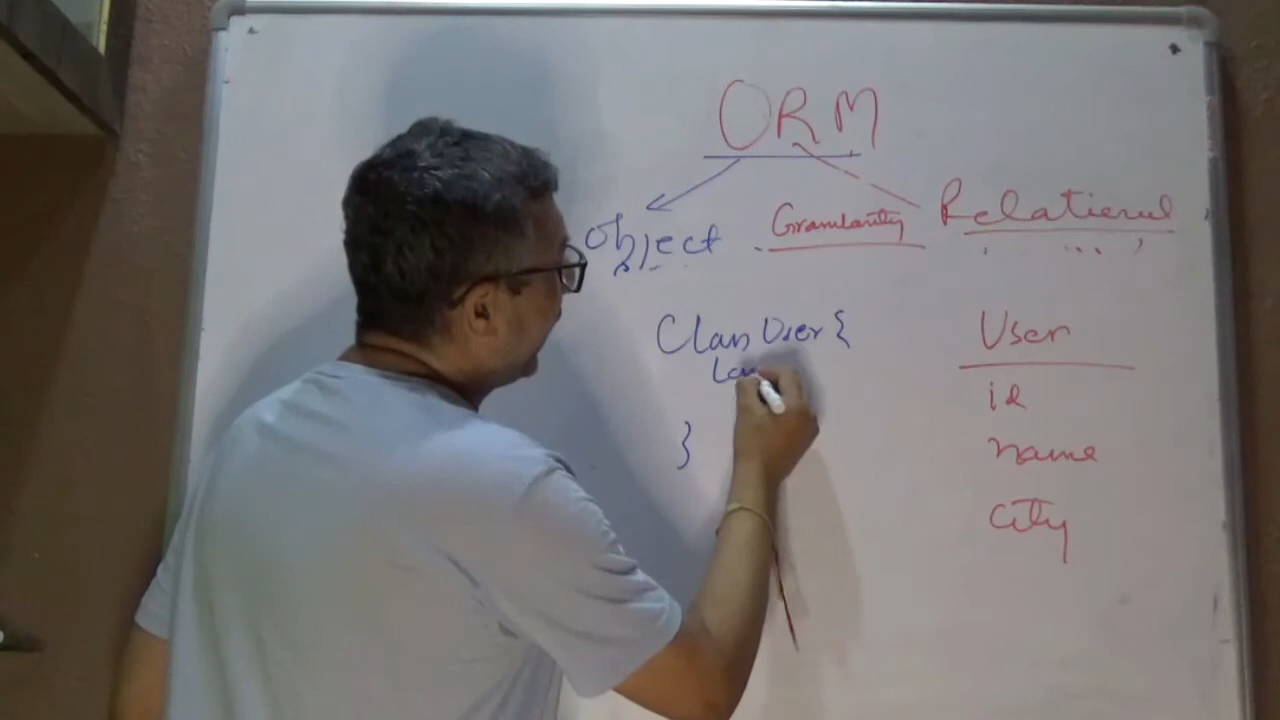 ORM
Object Granularity Relational
Class User { User
id
}
name
city